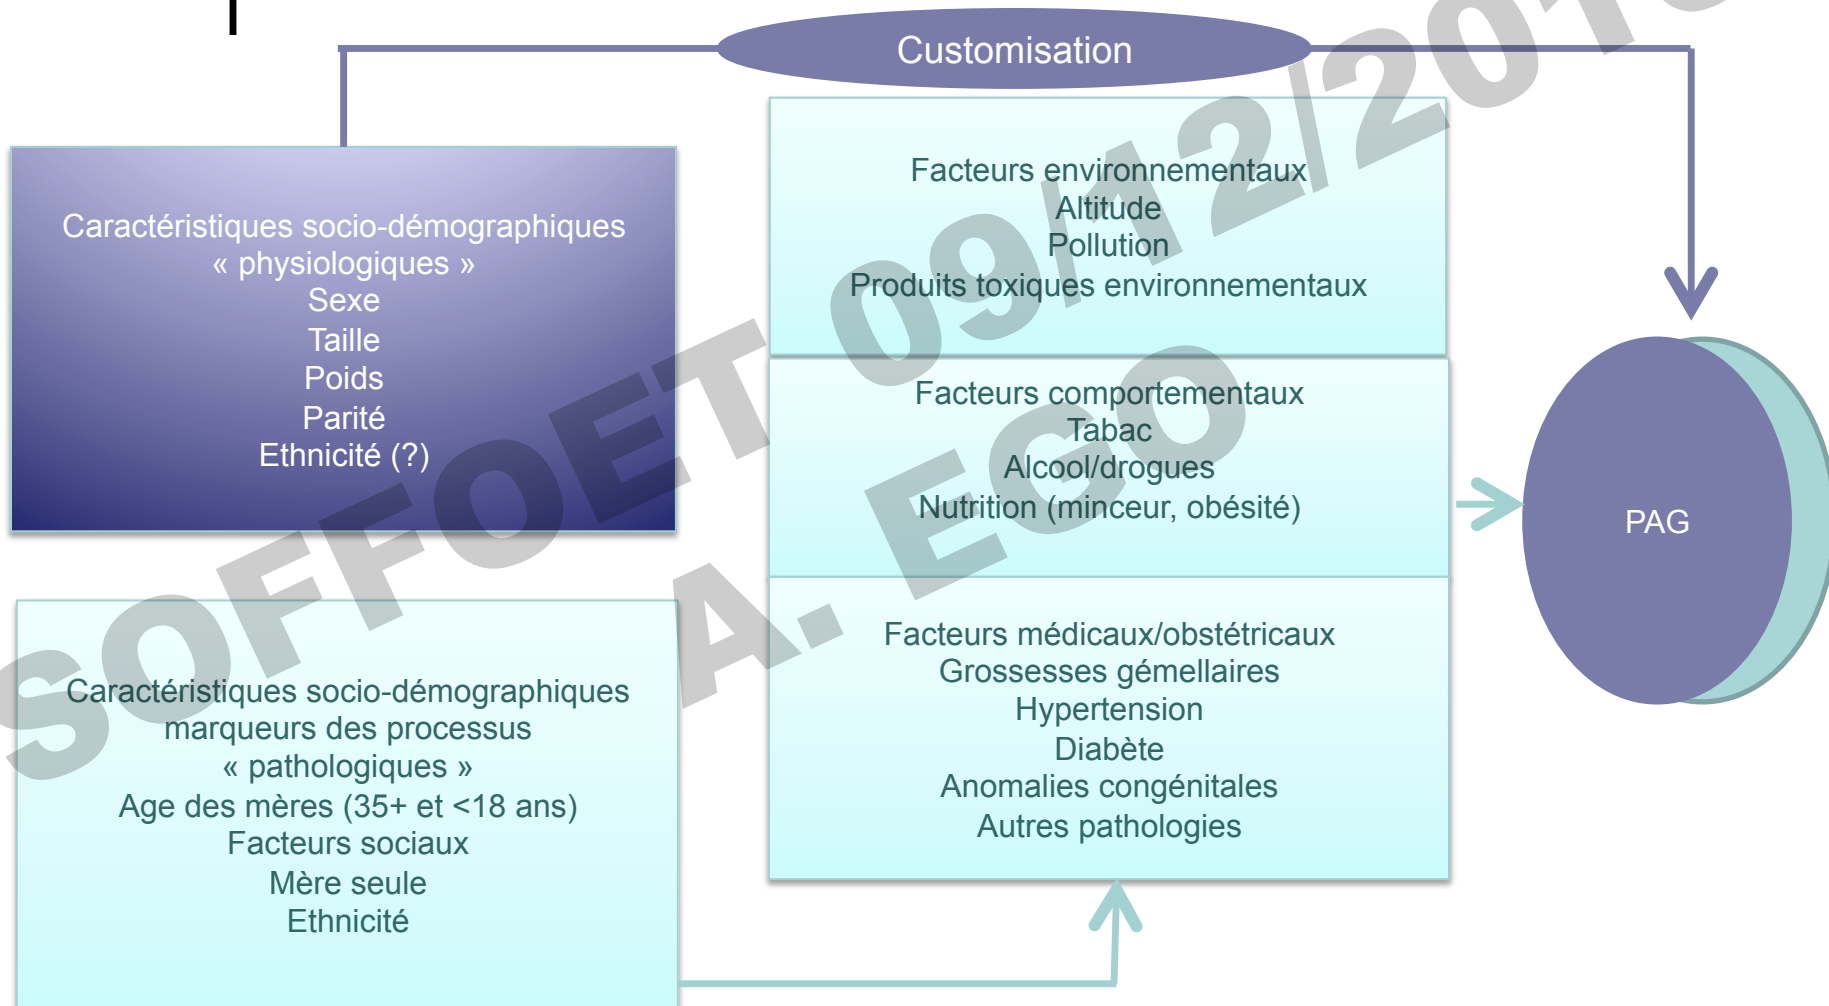 Customisation
Caractéristiques socio-démographiques
« physiologiques »
Sexe
Taille
Poids
Parité
Ethnicité (?)
Facteurs environnementaux
Altitude
Pollution
Produits toxiques environnementaux
Facteurs comportementaux
Tabac
Alcool/drogues
Nutrition (minceur, obésité)
Facteurs médicaux/obstétricaux
Grossesses gémellaires
Hypertension
Diabète
Anomalies congénitales
Autres pathologies
Caractéristiques socio-démographiques
marqueurs des processus
« pathologiques »
Age des mères (35+ et <18 ans)
Facteurs sociaux
Mère seule
Ethnicité
PAG
SOFFOET 09/12/201
A. EGO